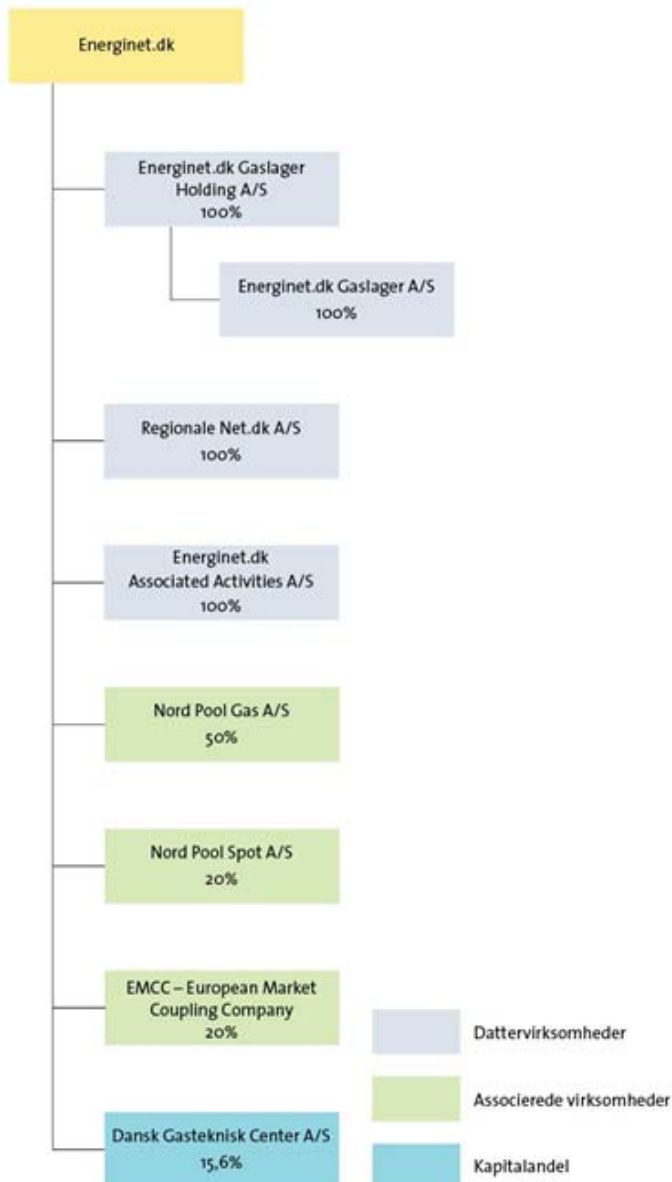 Energinet.dk
Energinet.dk Gaslager
Holding A/S
100%
Energinet.dk Gaslager A/S
100%
Regionale Net.dk A/S
100%
Energinet.dk
Associated Activities A/S
100%
Nord Pool Gas A/S
50%
Nord Pool Spot A/S
20%
EMCC – European Market
Coupling Company
20%
Dansk Gasteknisk Center A/S
15,6%
Dattervirksomheder
Associerede virksomheder
Kapitalandel